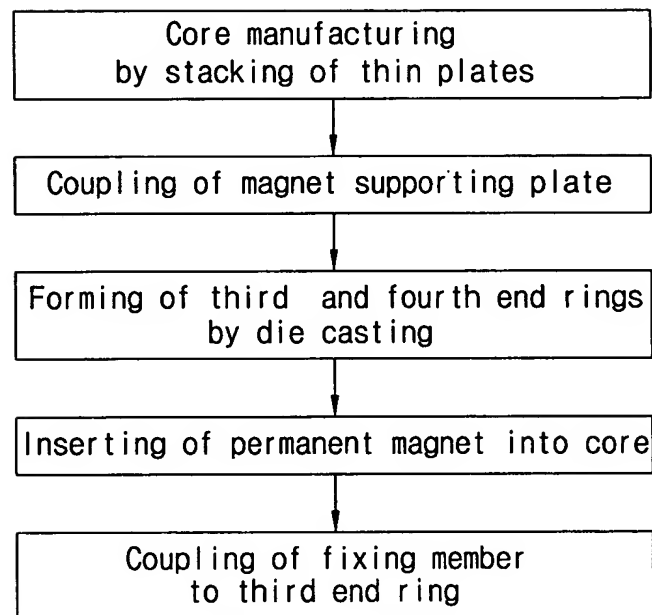 Core manufacturing
by stacking of thin plates
Coupling of magnet supporting plate
Forming of third and fourth end rings
by die casting
Inserting of permanent magnet into core
Coupling of fixing member
to third end ring